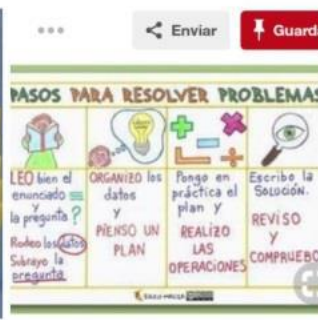 Enviar
Guard
PASOS PARA RESOLVER PROBLEMAS
LEO bien el
enunciado
y
la pregunta ?
Rodeo los datos
Subrayo la
pregunta
ORGANIZO los
datos
y
PIENSO UN
PLAN
Pongo en
práctica el
plan y
REALIZO
LAS
OPERACIONES
Escribo la
SOLUCIÓN.
REVISO
Y
COMPRUEBO